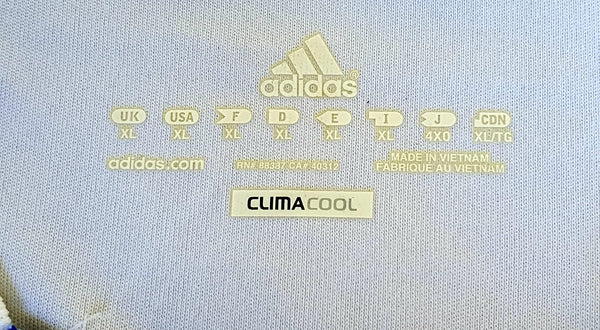 adidas®
UK USA F D E I J CDN
XL XL XL XL XL XL 4XO XL/TG
adidas.com RN# 88387 CA# 40312 MADE IN VIETNAM
FABRIQUÉ AU VIETNAM
CLIMACOOL